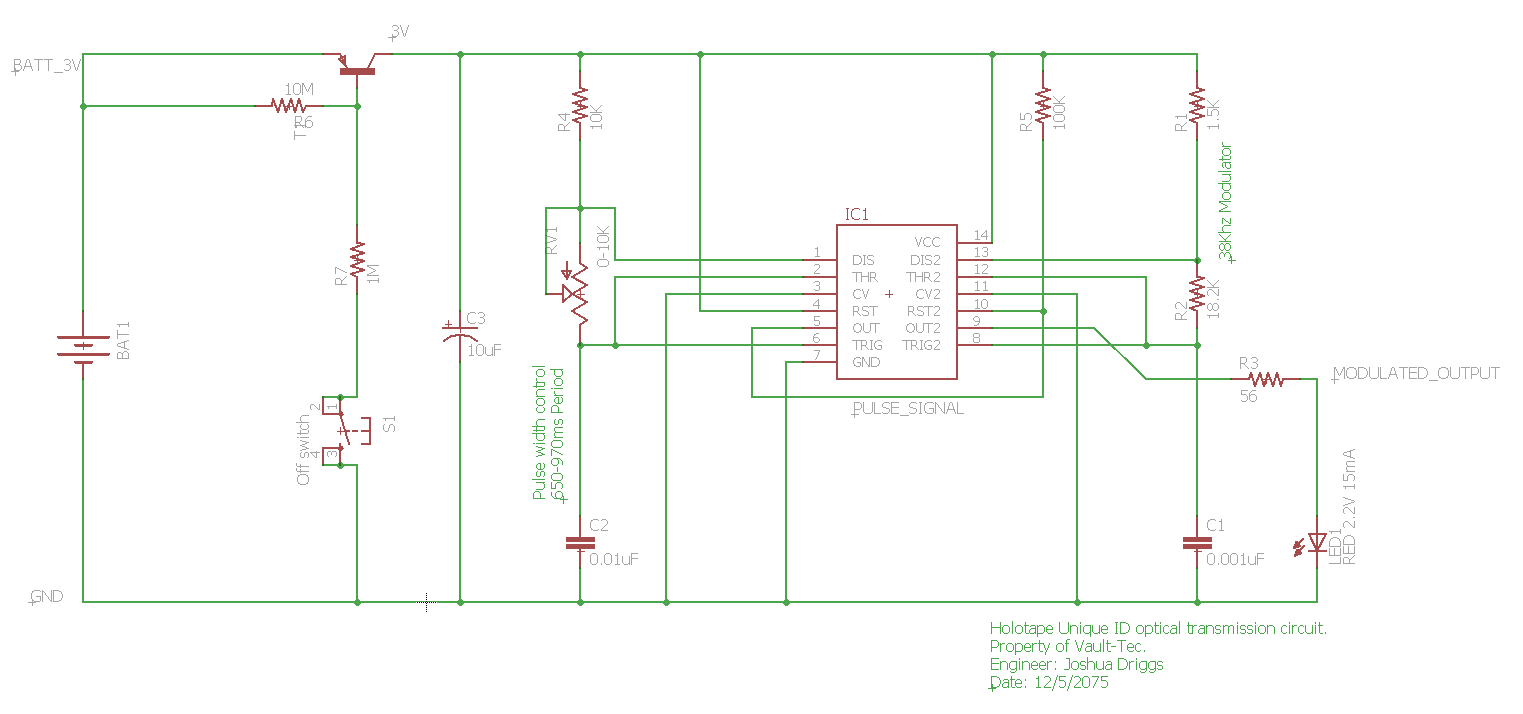 3V
BATT_3V
10M
R6
T1
R4
10K
R5
100K
R1
1.5K
38Khz Modulator
IC1
RV1
0-10K
R7
1M
1 DIS
2 THR
3 CV
4 RST
5 OUT
6 TRIG
7 GND
VCC 14
DIS2 13
THR2 12
CV2 11
RST2 10
OUT2 9
TRIG2 8
R2
18.2K
C3
10uF
BAT1
R3
56
MODULATED_OUTPUT
PULSE_SIGNAL
Off switch
2
1
4
3
S1
Pulse width control
650-970ms Period
C2
0.01uF
C1
0.001uF
LED1
RED 2.2V 15mA
GND
Holotape Unique ID optical transmission circuit.
Property of Vault-Tec.
Engineer: Joshua Driggs
Date: 12/5/2075